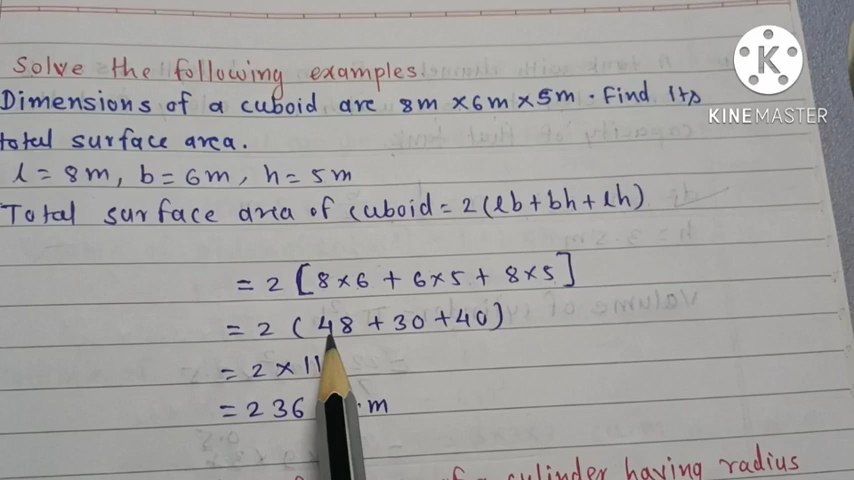 Solve the following examples
K
KINEMASTER
Dimensions of a cuboid are 8m ×6m×5m. Find its
total surface area.
l = 8m, b = 6m, h = 5m
Total surface area of cuboid = 2(lb+bh+lh)
= 2 [8×6 + 6×5 + 8×5]
= 2 (48 +30 +40)
= 2 × 11
= 236 . m
of a cylinder having radius